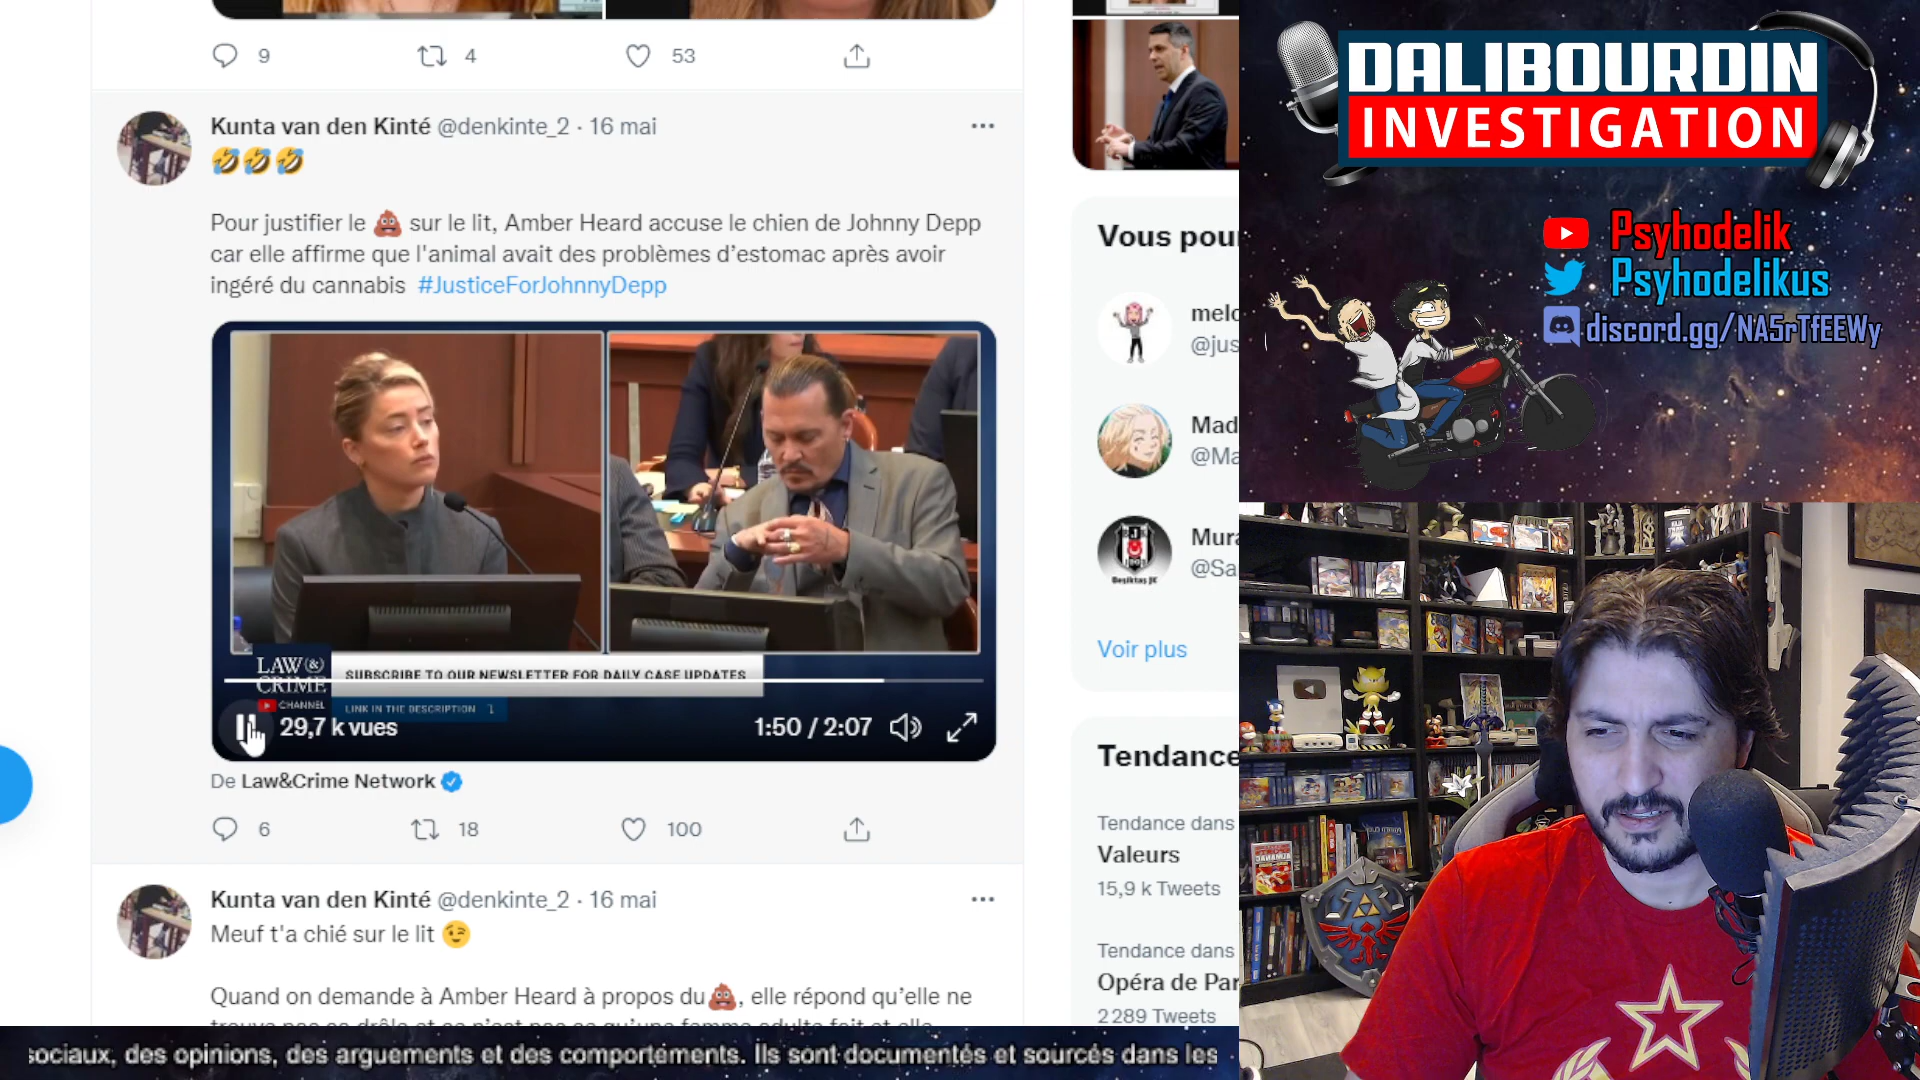 9
4
53
Kunta van den Kinté @denkinte_2 · 16 mai
🤣🤣🤣
Pour justifier le 💩 sur le lit, Amber Heard accuse le chien de Johnny Depp
car elle affirme que l'animal avait des problèmes d’estomac après avoir
ingéré du cannabis #JusticeForJohnnyDepp
LAW &
CRIME
CHANNEL
SUBSCRIBE TO OUR NEWSLETTER FOR DAILY CASE UPDATES
LINK IN THE DESCRIPTION
29,7 k vues
1:50 / 2:07
De Law&Crime Network
6
18
100
Kunta van den Kinté @denkinte_2 · 16 mai
Meuf t'a chié sur le lit 😉
Quand on demande à Amber Heard à propos du 💩, elle répond qu’elle ne
Vous pour
melo
@jus
Mad
@Ma
Mura
@Sa
Beşiktaş JK
Voir plus
Tendance
Tendance dans
Valeurs
15,9 k Tweets
Tendance dans
Opéra de Par
2 289 Tweets
DALIBOURDIN
INVESTIGATION
Psyhodelik
Psyhodelikus
discord.gg/NA5rTfEEWy
sociaux, des opinions, des arguements et des comportements. Ils sont documentés et sourcés dans les